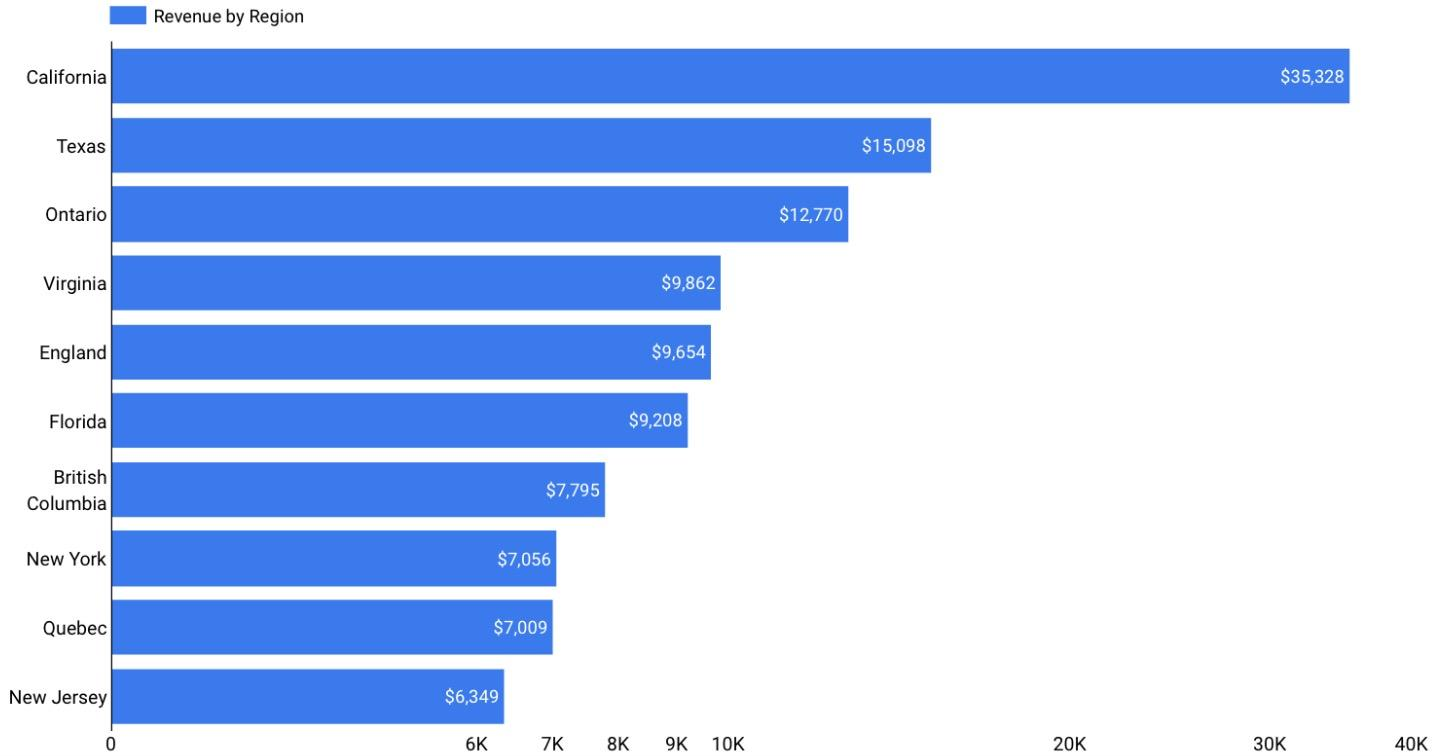 Revenue by Region
California
$35,328
Texas
$15,098
Ontario
$12,770
Virginia
$9,862
England
$9,654
Florida
$9,208
British
Columbia
$7,795
New York
$7,056
Quebec
$7,009
New Jersey
$6,349
0 6K 7K 8K 9K 10K 20K 30K 40K